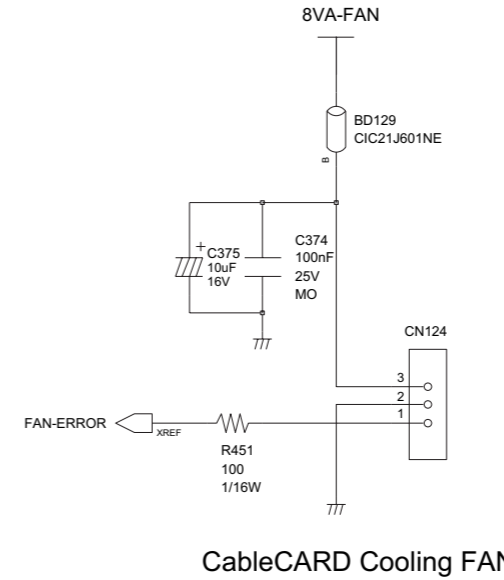 8VA-FAN
BD129
CIC21J601NE
B
+
C375
10uF
16V
C374
100nF
25V
MO
CN124
3
2
1
FAN-ERROR
XREF
R451
100
1/16W
CableCARD Cooling FAN